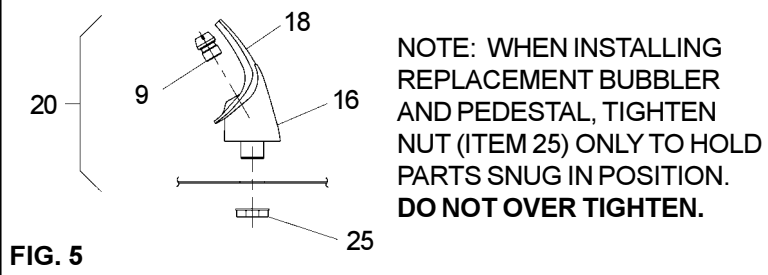 18
9
20
16
25
FIG. 5
NOTE: WHEN INSTALLING
REPLACEMENT BUBBLER
AND PEDESTAL, TIGHTEN
NUT (ITEM 25) ONLY TO HOLD
PARTS SNUG IN POSITION.
DO NOT OVER TIGHTEN.